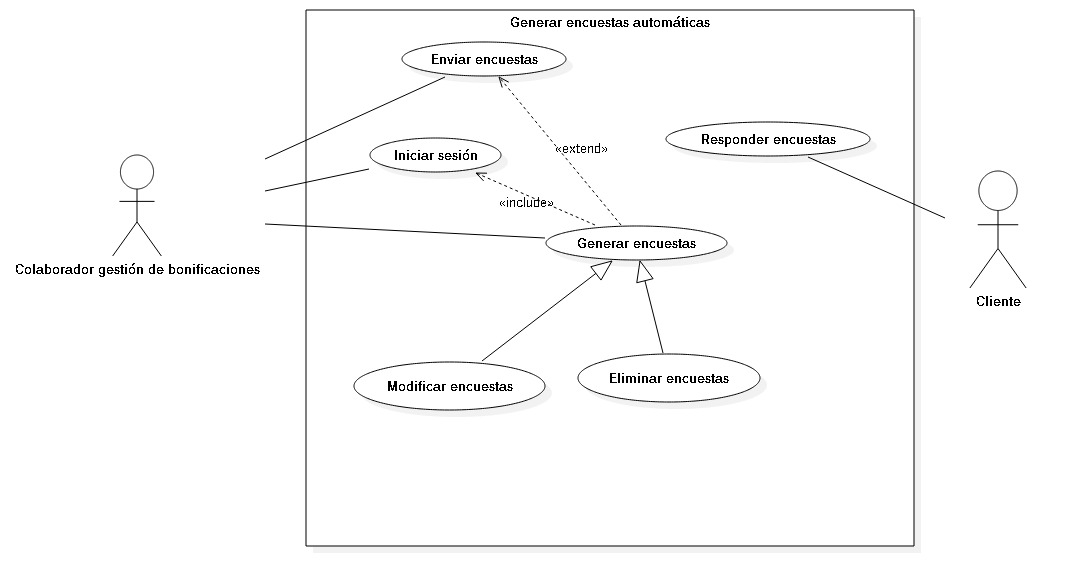 Generar encuestas automáticas
Enviar encuestas
Responder encuestas
«extend»
Iniciar sesión
«include»
Generar encuestas
Colaborador gestión de bonificaciones
Cliente
Modificar encuestas
Eliminar encuestas